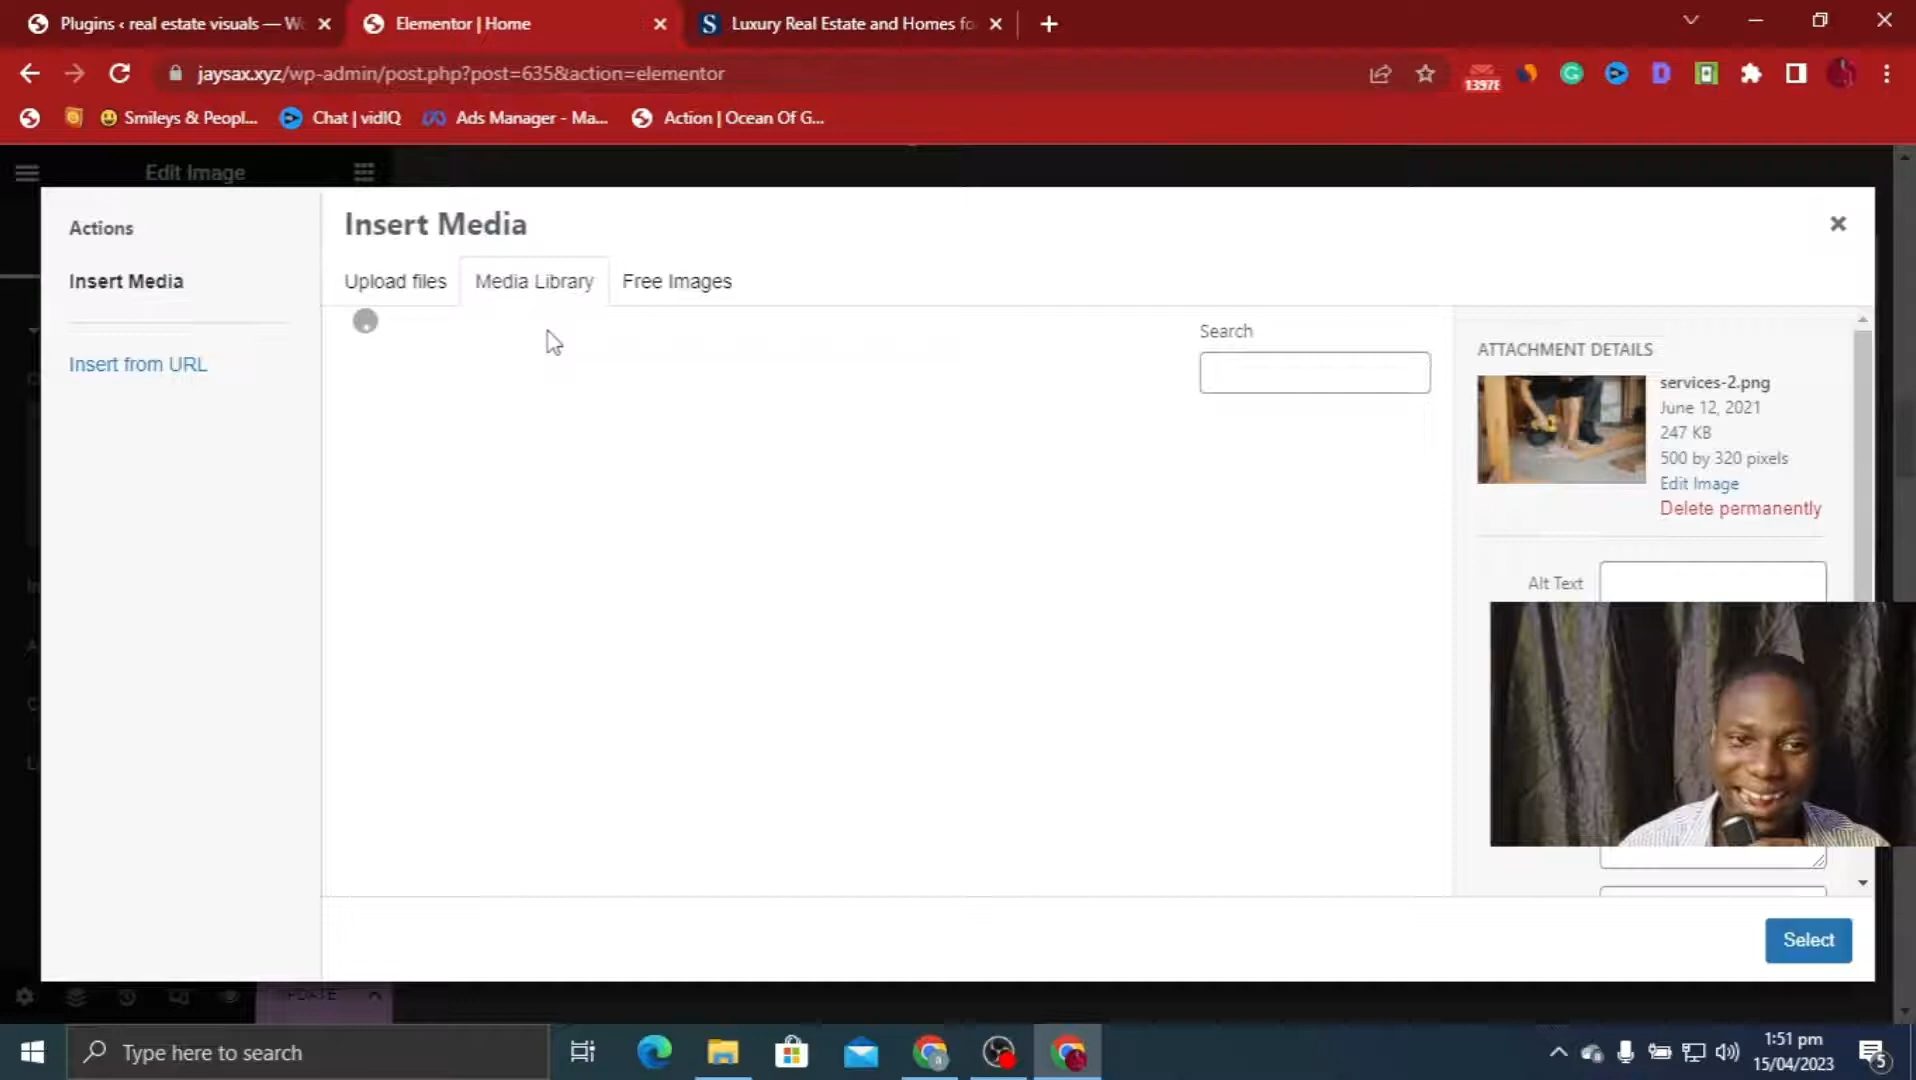 Plugins ‹ real estate visuals — Wo
Elementor | Home
S
Luxury Real Estate and Homes fo
jaysax.xyz/wp-admin/post.php?post=635&action=elementor
Smileys & Peopl...
Chat | vidIQ
Ads Manager - Ma...
Action | Ocean Of G...
Edit Image
Actions
Insert Media
Insert from URL
Insert Media
Upload files
Media Library
Free Images
Search
ATTACHMENT DETAILS
services-2.png
June 12, 2021
247 KB
500 by 320 pixels
Edit Image
Delete permanently
Alt Text
Select
Type here to search
1:51 pm
15/04/2023
5